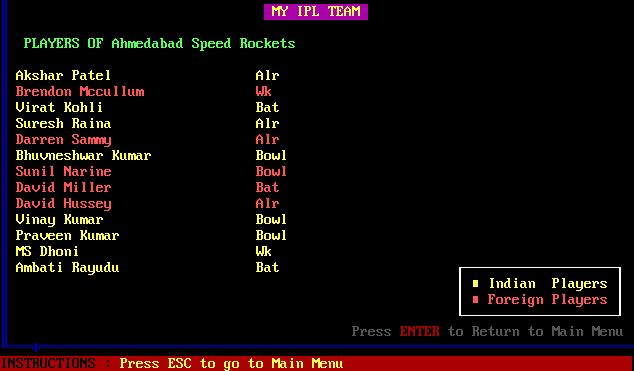 MY IPL TEAM
PLAYERS OF Ahmedabad Speed Rockets
Akshar Patel Alr
Brendon Mccullum Wk
Virat Kohli Bat
Suresh Raina Alr
Darren Sammy Alr
Bhuvneshwar Kumar Bowl
Sunil Narine Bowl
David Miller Bat
David Hussey Alr
Vinay Kumar Bowl
Praveen Kumar Bowl
MS Dhoni Wk
Ambati Rayudu Bat
Indian Players
Foreign Players
Press ENTER to Return to Main Menu
INSTRUCTIONS : Press ESC to go to Main Menu